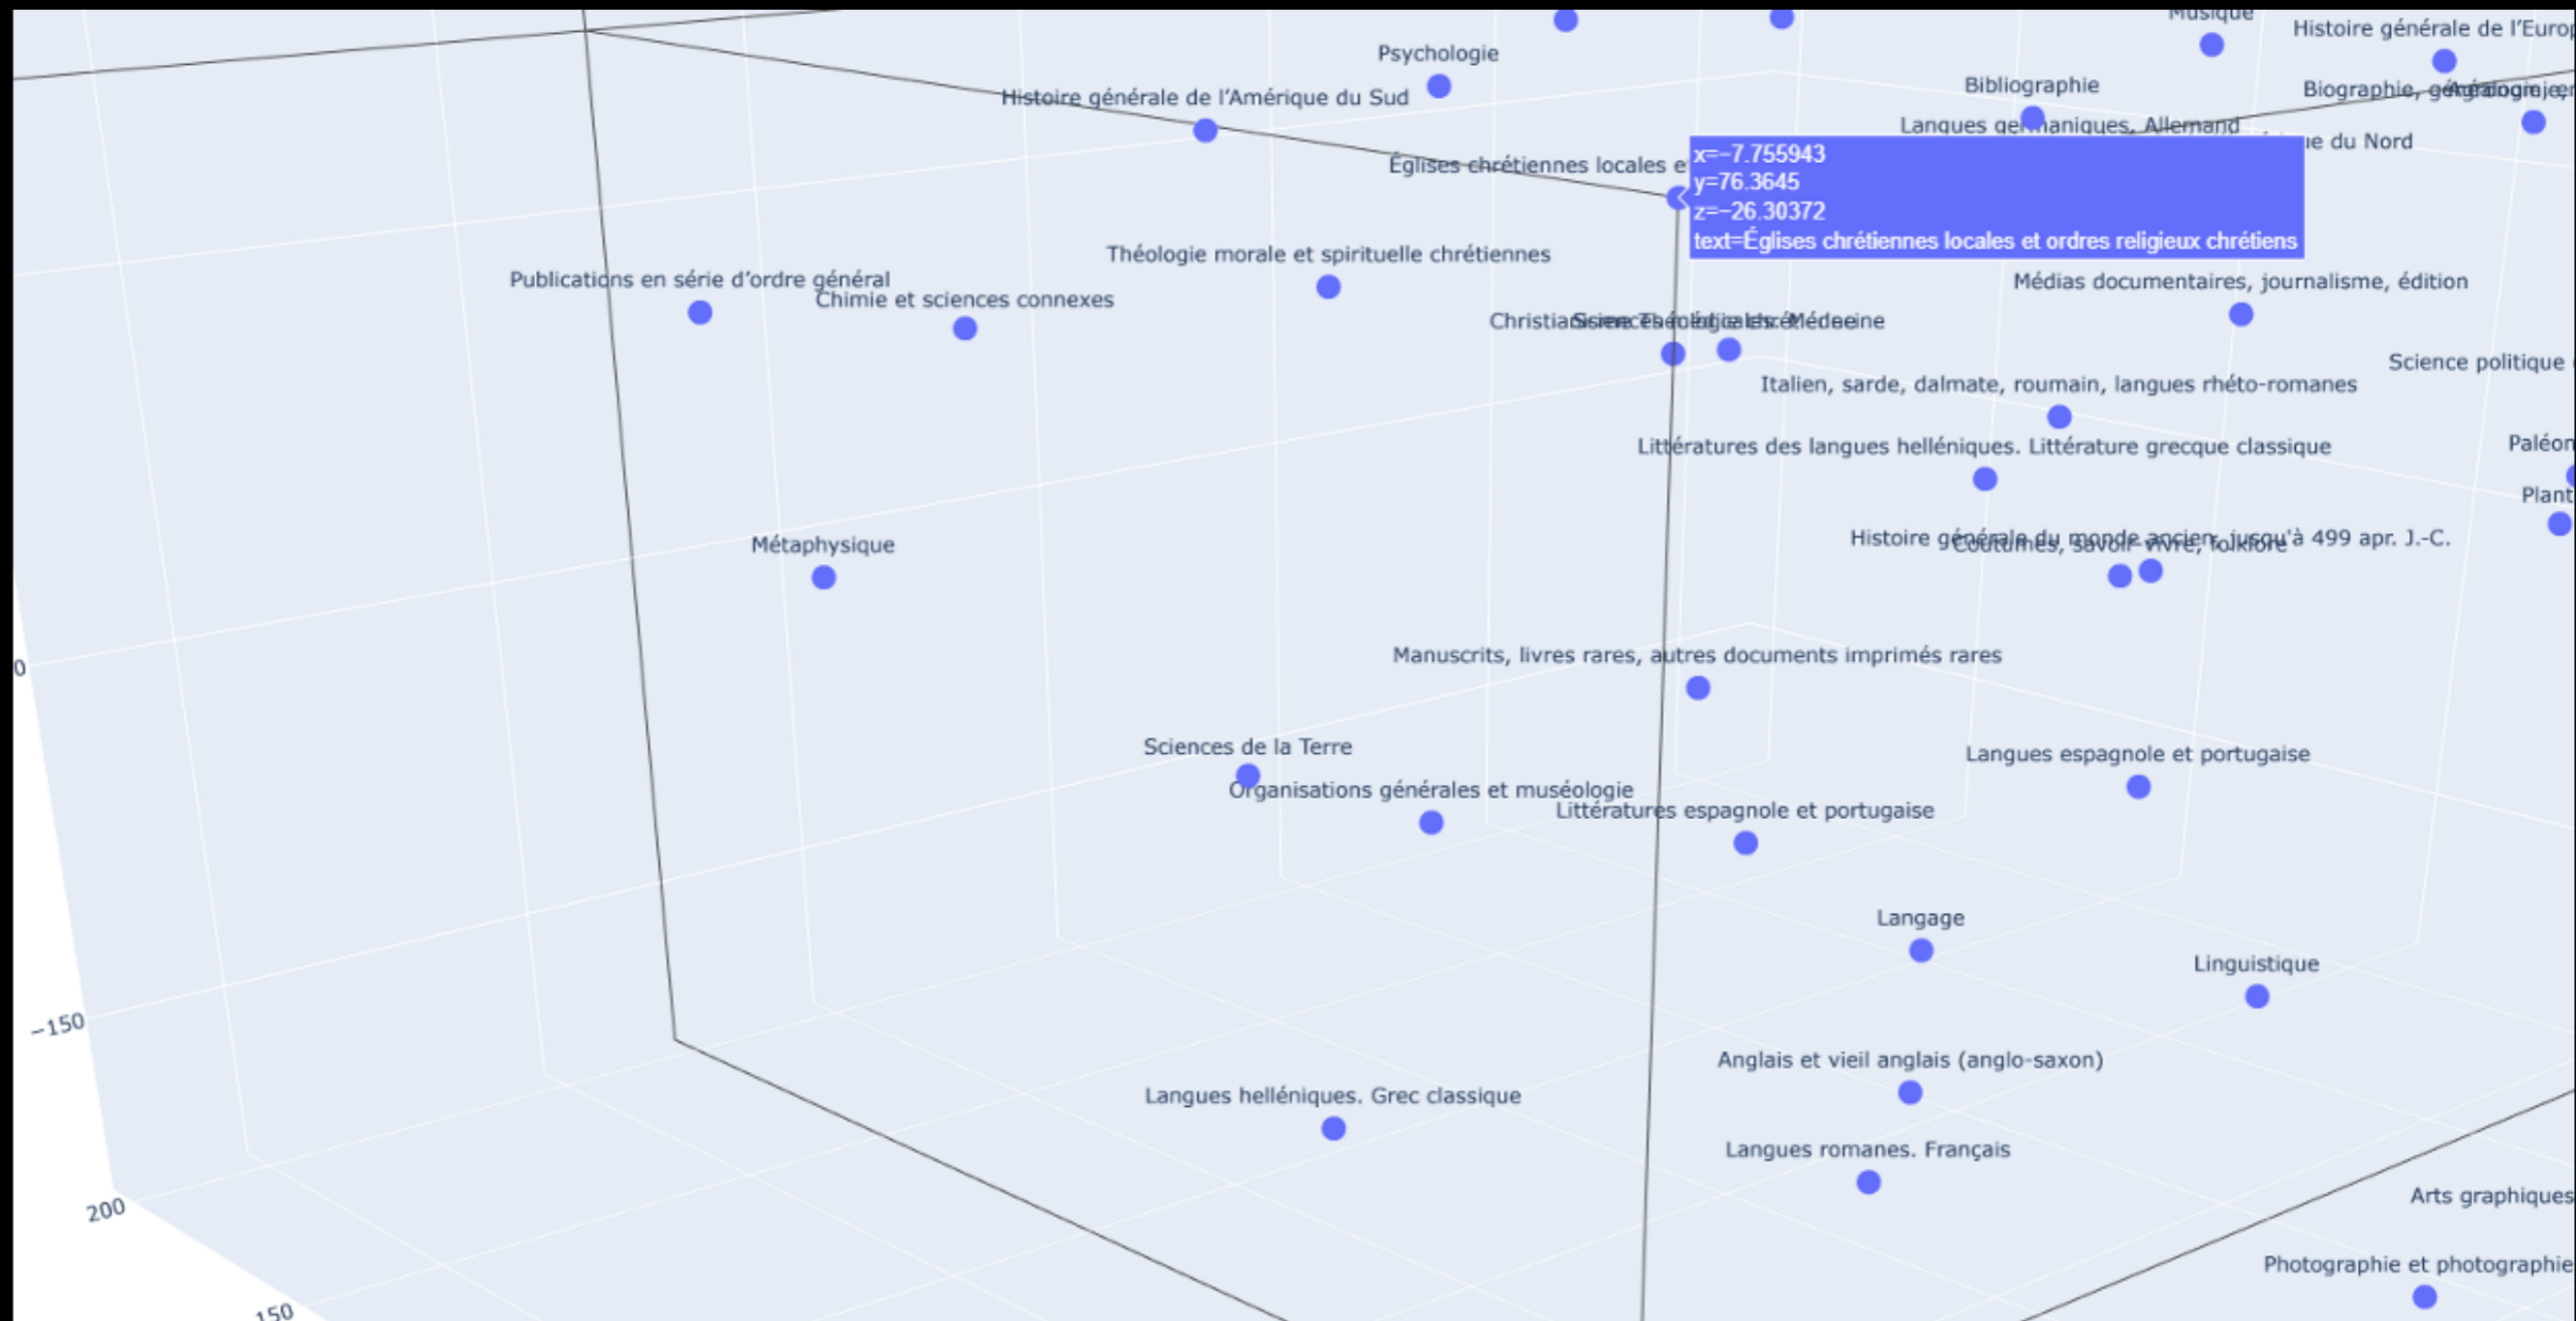 Musique
Histoire générale de l’Europ
Psychologie
Bibliographie
Histoire générale de l’Amérique du Sud
Biographie,
Langues germaniques, Allemand
ue du Nord
Églises chrétiennes locales e
x=−7.755943
y=76.3645
z=−26.30372
text=Églises chrétiennes locales et ordres religieux chrétiens
Théologie morale et spirituelle chrétiennes
Publications en série d’ordre général
Chimie et sciences connexes
Médias documentaires, journalisme, édition
Science politique
Italien, sarde, dalmate, roumain, langues rhéto-romanes
Littératures des langues helléniques. Littérature grecque classique
Paléon
Plant
Histoire générale du monde ancien, jusqu'à 499 apr. J.-C.
Coutumes, savoir-vivre, folklore
Métaphysique
Manuscrits, livres rares, autres documents imprimés rares
0
Sciences de la Terre
Langues espagnole et portugaise
Organisations générales et muséologie
Littératures espagnole et portugaise
Langage
Linguistique
−150
Anglais et vieil anglais (anglo-saxon)
Langues helléniques. Grec classique
Langues romanes. Français
Arts graphiques
200
Photographie et photographie
150